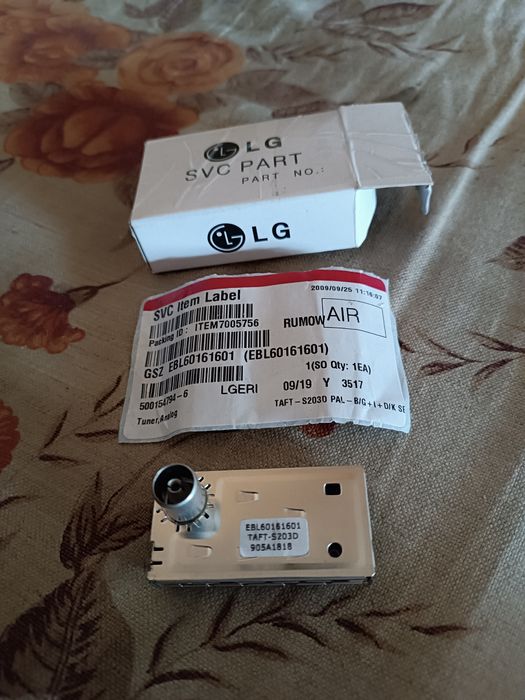 LG
SVC PART
PART NO.:
LG
SVC Item Label
2009/09/25 11:16:07
Packing ID: ITEM7005756
RUMOW
AIR
GSZ EBL60161601 (EBL60161601)
1(SO Qty: 1EA)
500154794-6
LGERI
09/19 Y 3517
Tuner,Analog
TAFT-S203D PAL-B/G+I+D/K SE
EBL60161601
TAFT-S203D
905A1818